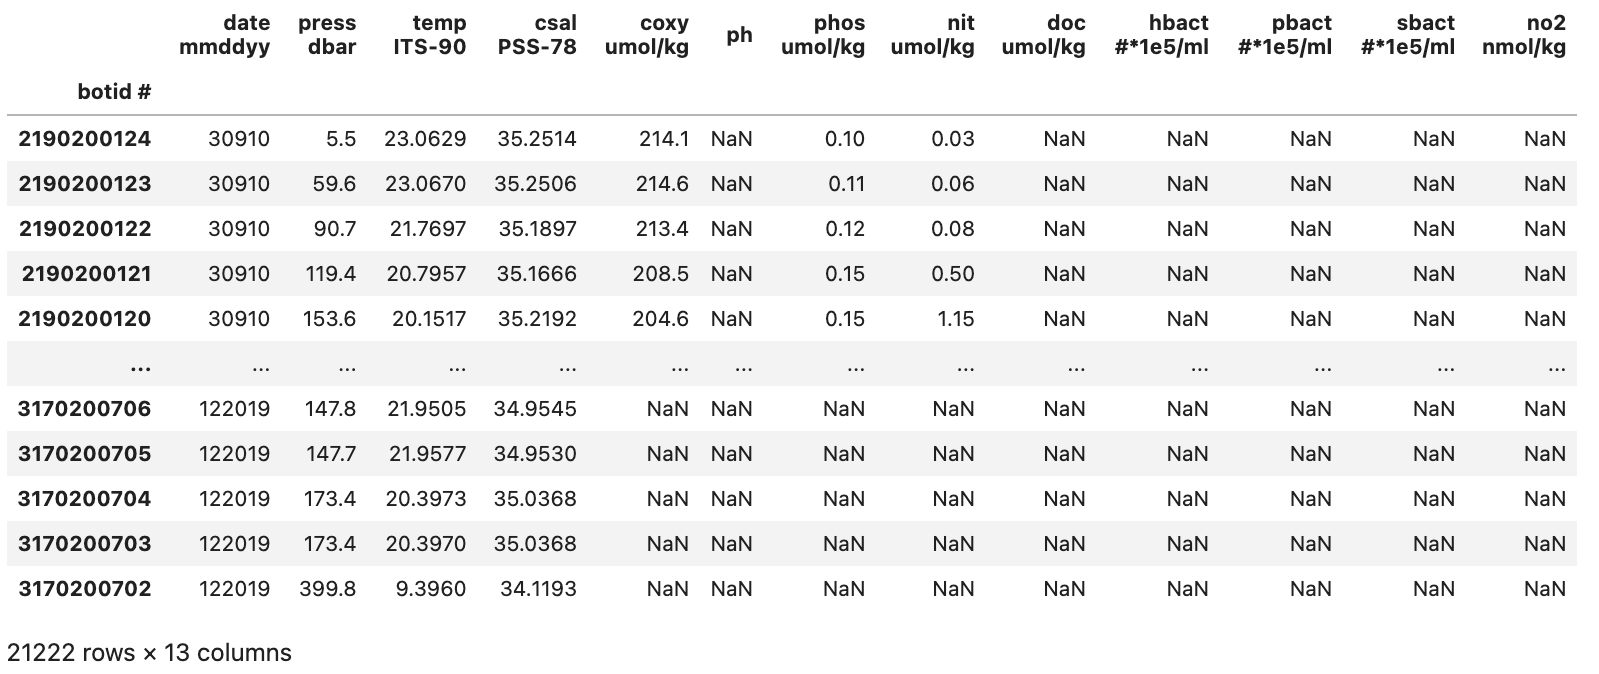 date press temp csal coxy ph phos nit doc hbact pbact sbact no2
mmddyy dbar ITS-90 PSS-78 umol/kg umol/kg umol/kg umol/kg #*1e5/ml #*1e5/ml #*1e5/ml nmol/kg
botid #
2190200124 30910 5.5 23.0629 35.2514 214.1 NaN 0.10 0.03 NaN NaN NaN NaN NaN
2190200123 30910 59.6 23.0670 35.2506 214.6 NaN 0.11 0.06 NaN NaN NaN NaN NaN
2190200122 30910 90.7 21.7697 35.1897 213.4 NaN 0.12 0.08 NaN NaN NaN NaN NaN
2190200121 30910 119.4 20.7957 35.1666 208.5 NaN 0.15 0.50 NaN NaN NaN NaN NaN
2190200120 30910 153.6 20.1517 35.2192 204.6 NaN 0.15 1.15 NaN NaN NaN NaN NaN
... ... ... ... ... ... ... ... ... ... ... ... ... ...
3170200706 122019 147.8 21.9505 34.9545 NaN NaN NaN NaN NaN NaN NaN NaN NaN
3170200705 122019 147.7 21.9577 34.9530 NaN NaN NaN NaN NaN NaN NaN NaN NaN
3170200704 122019 173.4 20.3973 35.0368 NaN NaN NaN NaN NaN NaN NaN NaN NaN
3170200703 122019 173.4 20.3970 35.0368 NaN NaN NaN NaN NaN NaN NaN NaN NaN
3170200702 122019 399.8 9.3960 34.1193 NaN NaN NaN NaN NaN NaN NaN NaN NaN
21222 rows × 13 columns